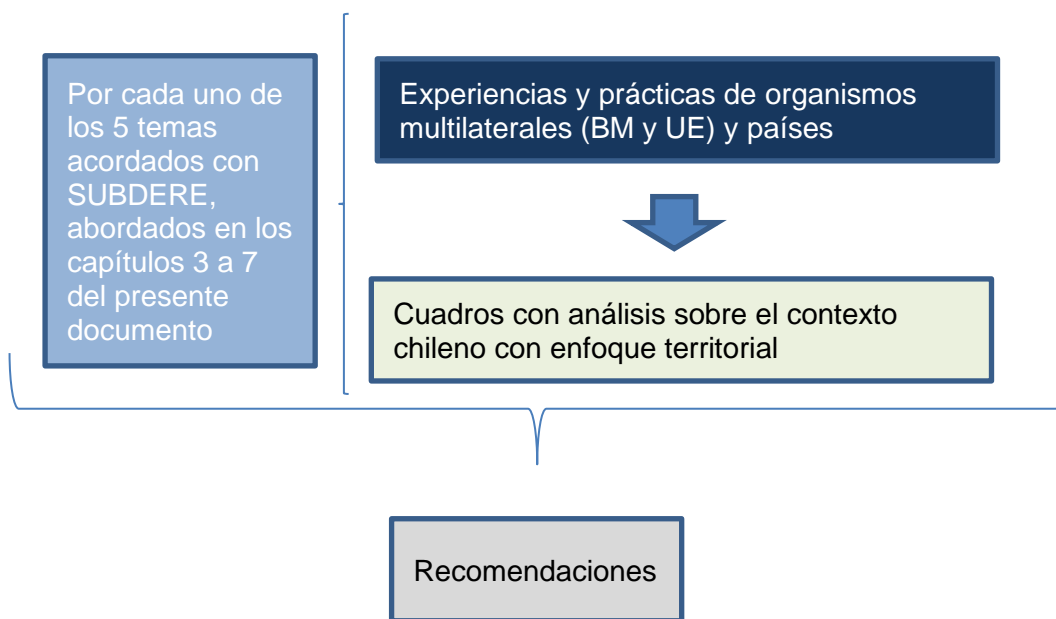 Por cada uno de
los 5 temas
acordados con
SUBDERE,
abordados en los
capítulos 3 a 7
del presente
documento
Experiencias y prácticas de organismos
multilaterales (BM y UE) y países
Cuadros con análisis sobre el contexto
chileno con enfoque territorial
Recomendaciones